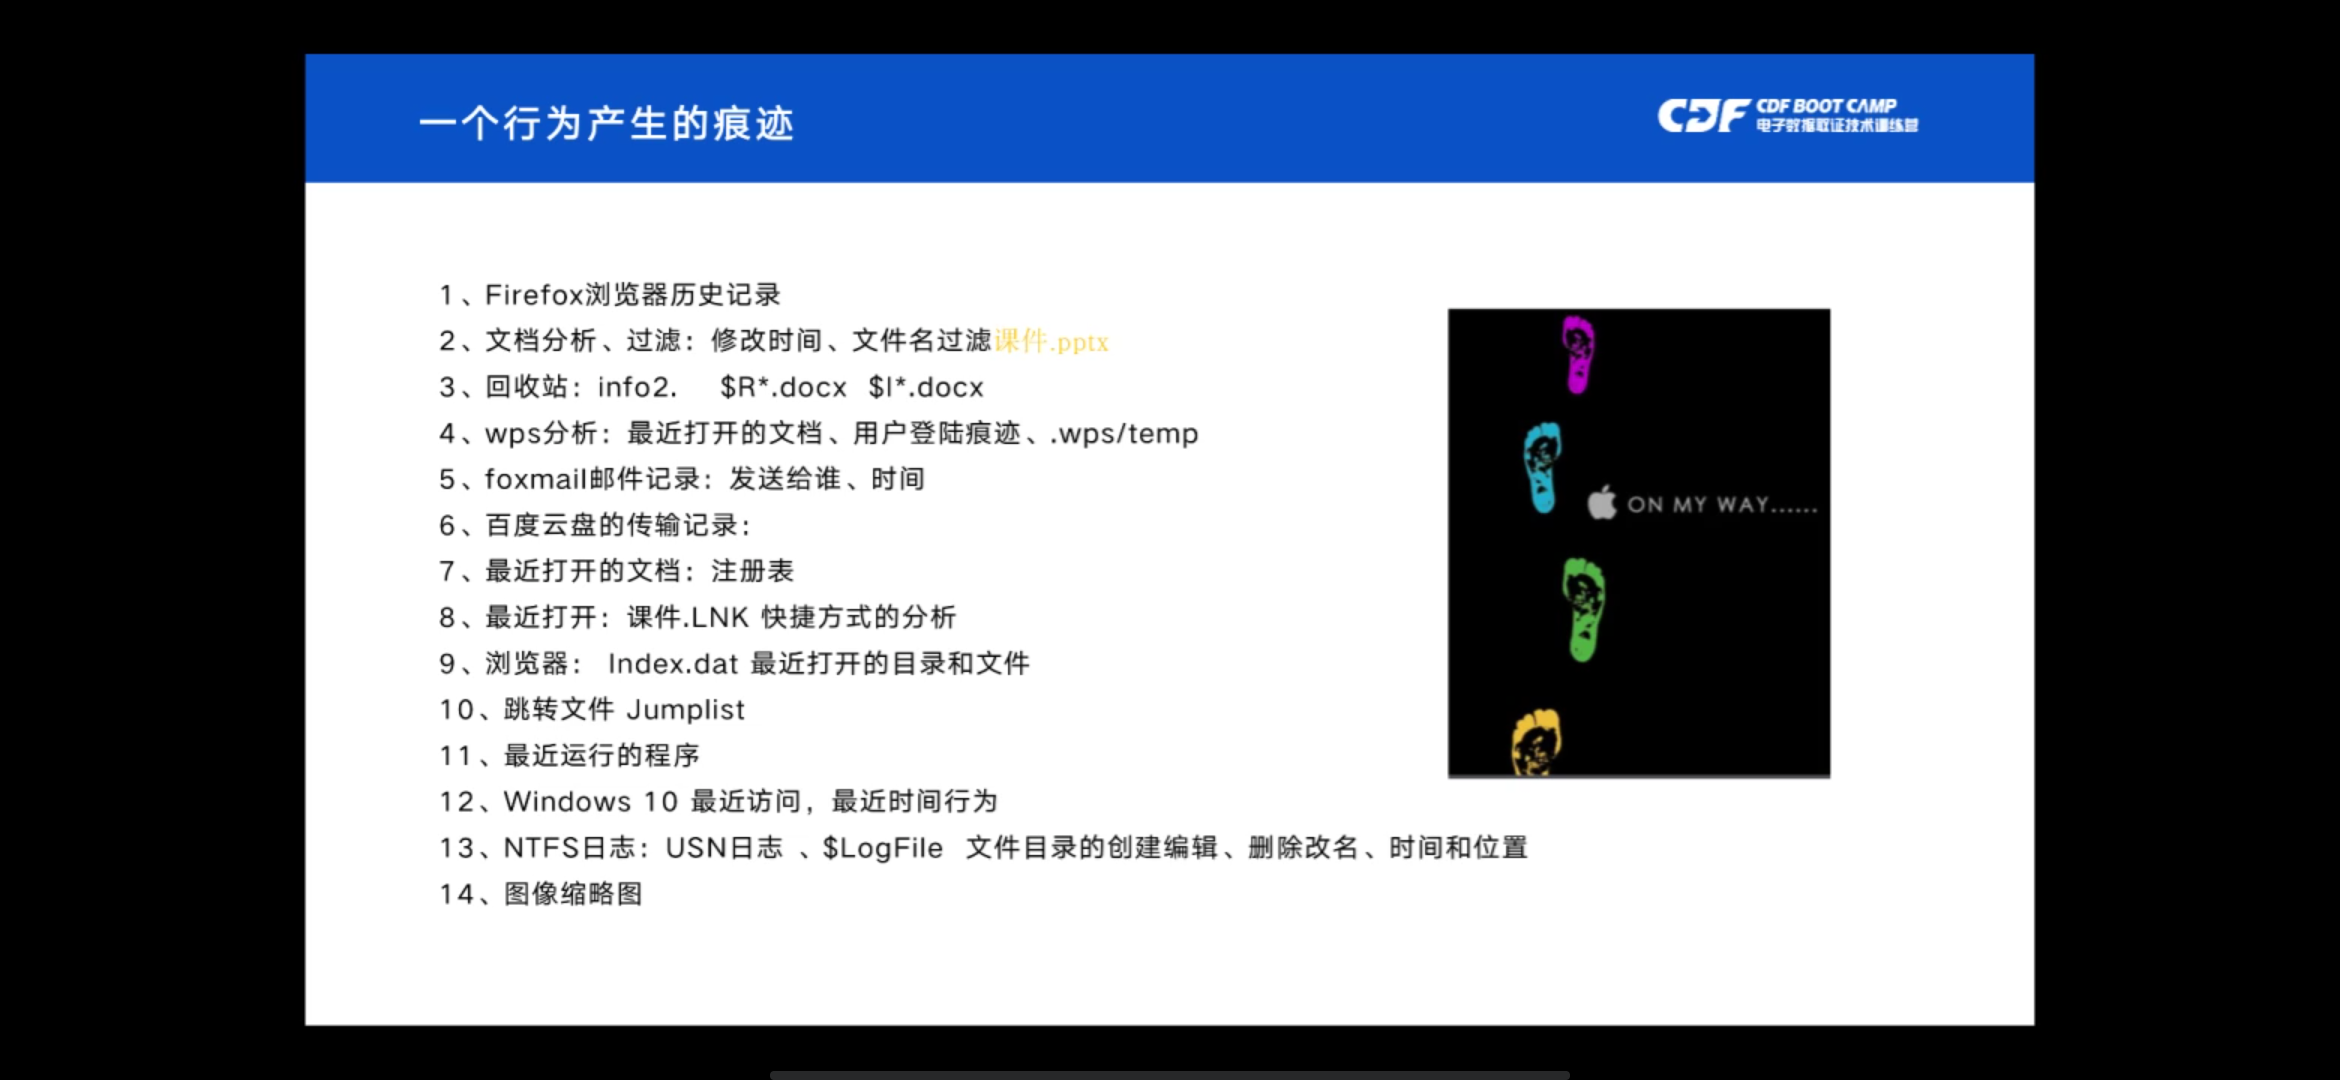 一个行为产生的痕迹
CDF CDF BOOT CAMP
电子数据取证技术训练营
1、Firefox浏览器历史记录
2、文档分析、过滤：修改时间、文件名过滤课件.pptx
3、回收站：info2. $R*.docx $I*.docx
4、wps分析：最近打开的文档、用户登陆痕迹、.wps/temp
5、foxmail邮件记录：发送给谁、时间
6、百度云盘的传输记录：
7、最近打开的文档：注册表
8、最近打开：课件.LNK 快捷方式的分析
9、浏览器： Index.dat 最近打开的目录和文件
10、跳转文件 Jumplist
11、最近运行的程序
12、Windows 10 最近访问，最近时间行为
13、NTFS日志：USN日志 、$LogFile 文件目录的创建编辑、删除改名、时间和位置
14、图像缩略图
ON MY WAY......